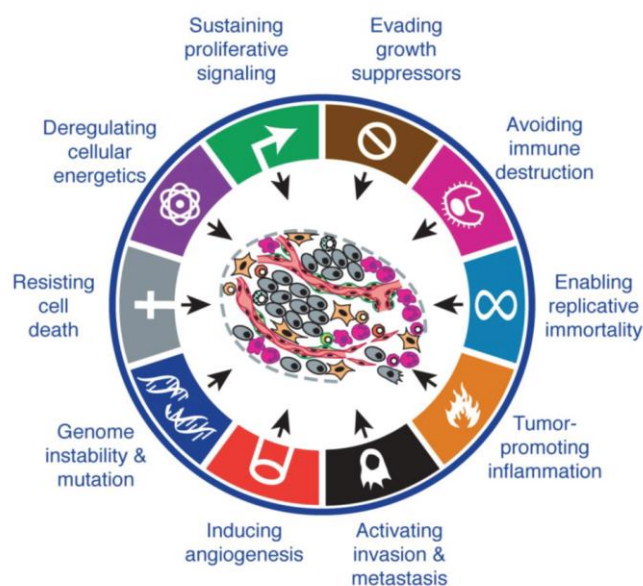 Sustaining
proliferative
signaling
Evading
growth
suppressors
Avoiding
immune
destruction
Enabling
replicative
immortality
Tumor-
promoting
inflammation
Activating
invasion &
metastasis
Inducing
angiogenesis
Genome
instability &
mutation
Resisting
cell
death
Deregulating
cellular
energetics